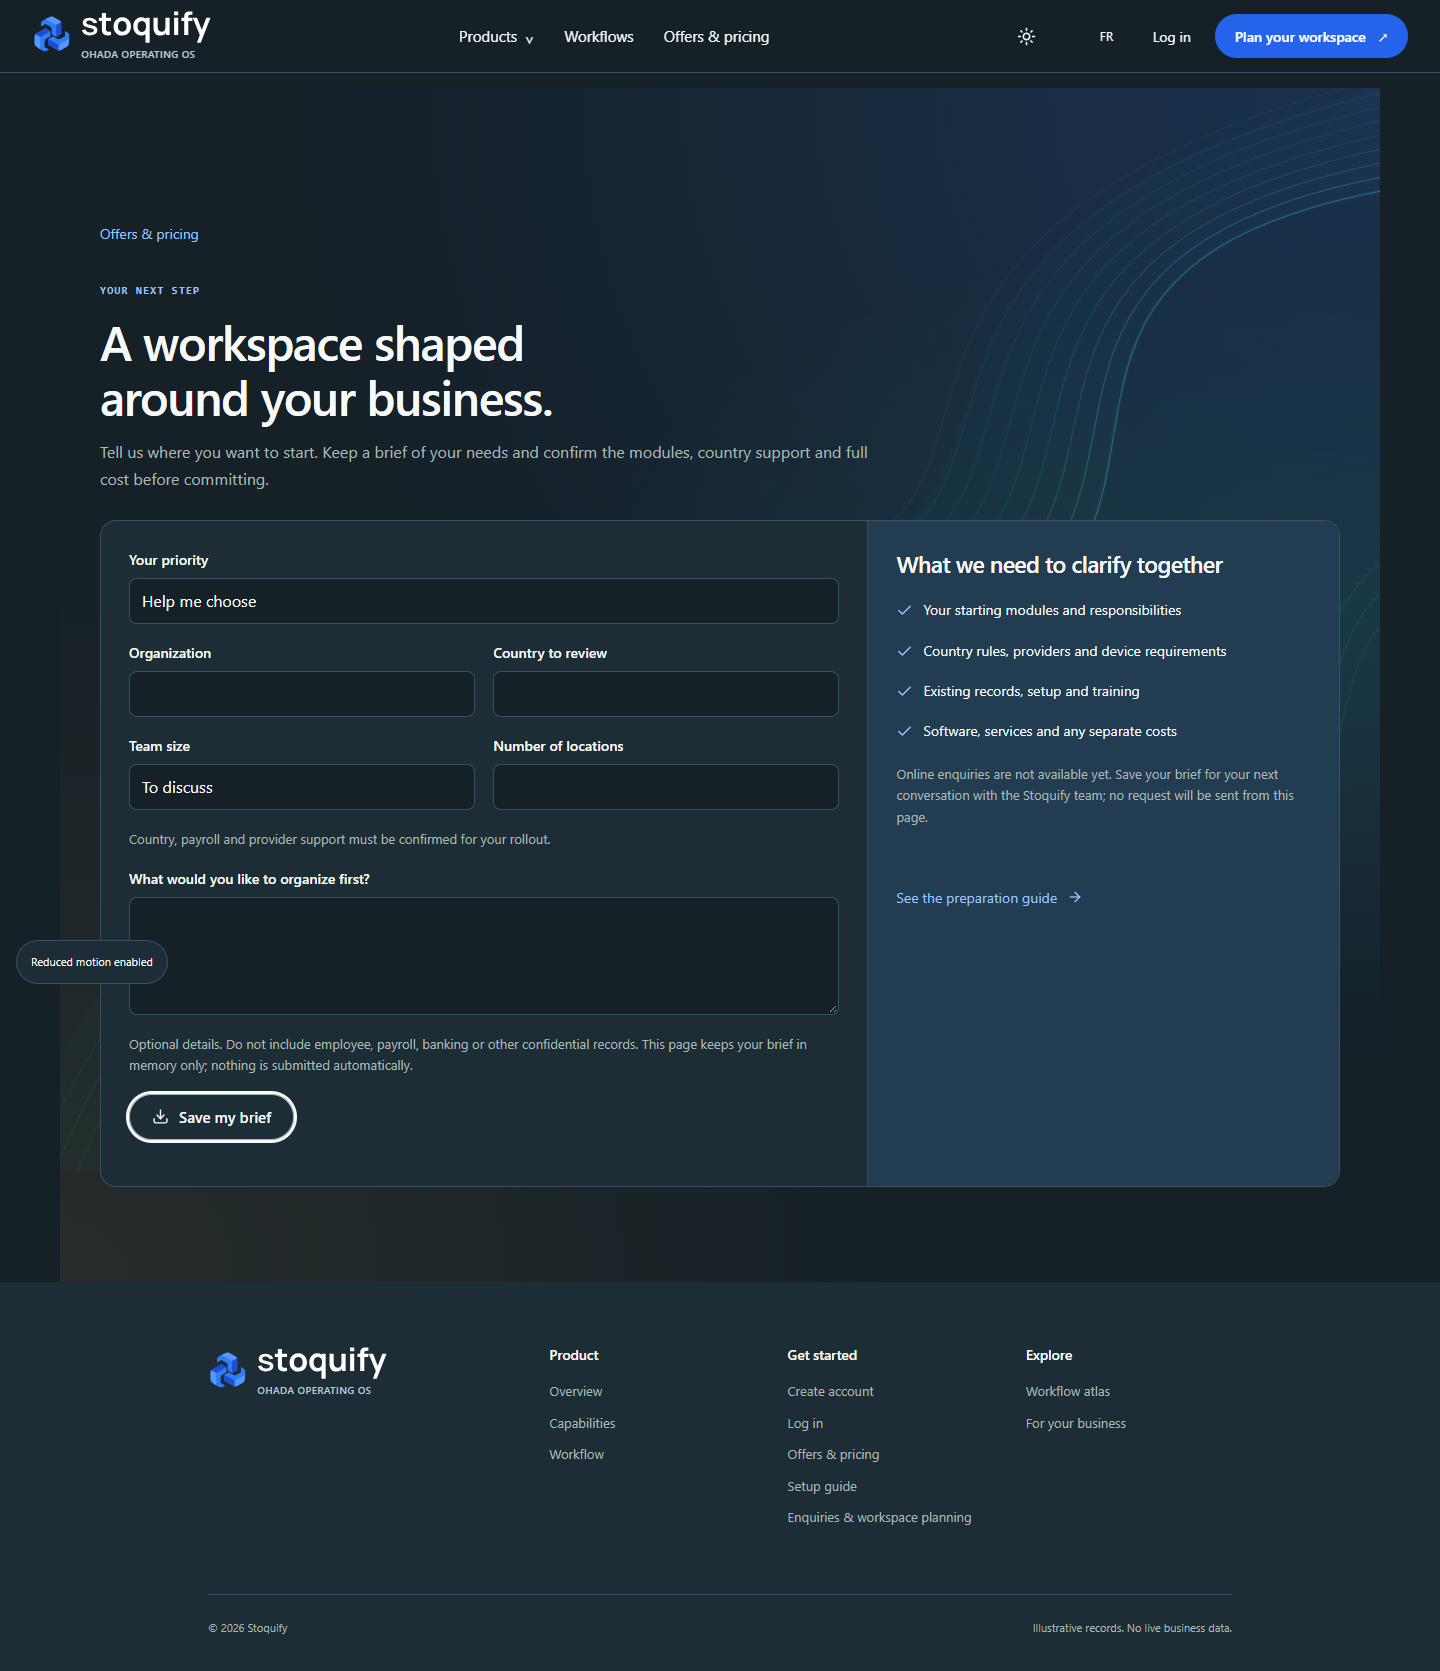 stoquify
OHADA OPERATING OS
Products
Workflows
Offers & pricing
FR
Log in
Plan your workspace ↗
Offers & pricing
YOUR NEXT STEP
A workspace shaped
around your business.
Tell us where you want to start. Keep a brief of your needs and confirm the modules, country support and full
cost before committing.
Your priority
Help me choose
Organization
Country to review
Team size
To discuss
Number of locations
Country, payroll and provider support must be confirmed for your rollout.
What would you like to organize first?
Reduced motion enabled
Optional details. Do not include employee, payroll, banking or other confidential records. This page keeps your brief in
memory only; nothing is submitted automatically.
Save my brief
What we need to clarify together
Your starting modules and responsibilities
Country rules, providers and device requirements
Existing records, setup and training
Software, services and any separate costs
Online enquiries are not available yet. Save your brief for your next
conversation with the Stoquify team; no request will be sent from this
page.
See the preparation guide →
stoquify
OHADA OPERATING OS
Product
Overview
Capabilities
Workflow
Get started
Create account
Log in
Offers & pricing
Setup guide
Enquiries & workspace planning
Explore
Workflow atlas
For your business
© 2026 Stoquify
Illustrative records. No live business data.